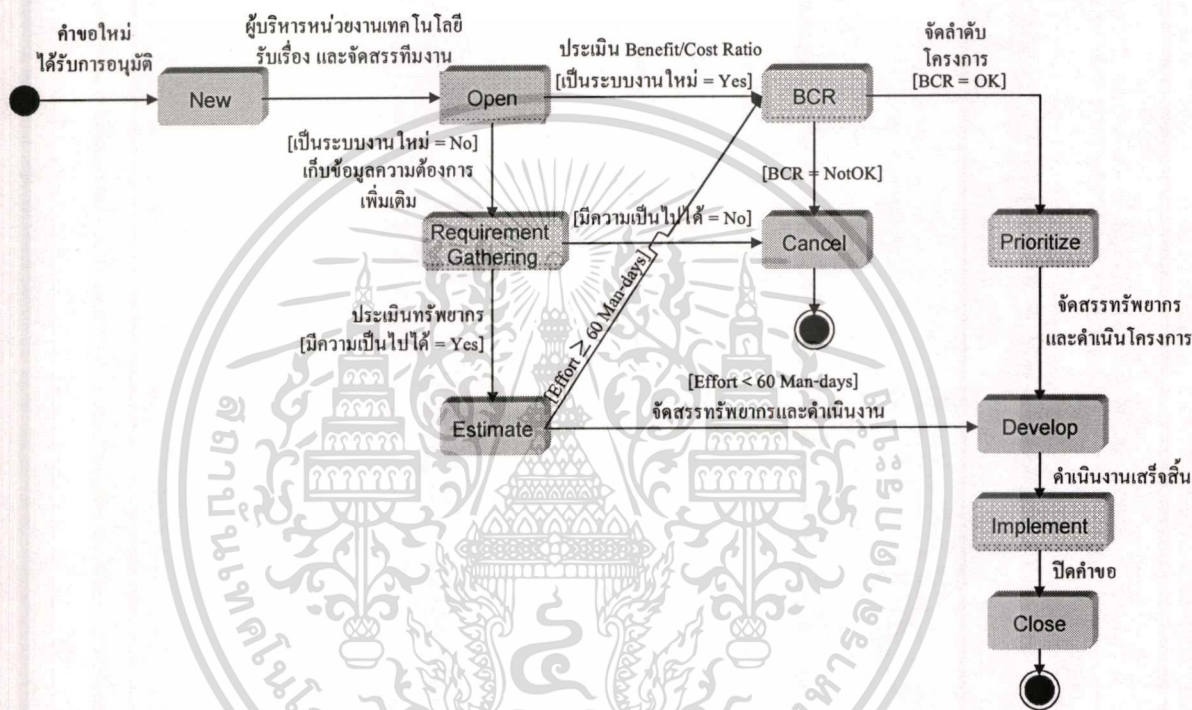 คำขอใหม่
ได้รับการอนุมัติ
ผู้บริหารหน่วยงานเทคโนโลยี
รับเรื่อง และจัดสรรทีมงาน
ประเมิน Benefit/Cost Ratio
[เป็นระบบงานใหม่ = Yes]
จัดลำดับ
โครงการ
[BCR = OK]
New
Open
BCR
[เป็นระบบงานใหม่ = No]
เก็บข้อมูลความต้องการ
เพิ่มเติม
[BCR = NotOK]
Requirement
Gathering
[มีความเป็นไปได้ = No]
Cancel
Prioritize
ประเมินทรัพยากร
[มีความเป็นไปได้ = Yes]
[Effort ≥ 60 Man-days]
จัดสรรทรัพยากร
และดำเนินโครงการ
Estimate
[Effort < 60 Man-days]
จัดสรรทรัพยากรและดำเนินงาน
Develop
ดำเนินงานเสร็จสิ้น
Implement
ปิดคำขอ
Close